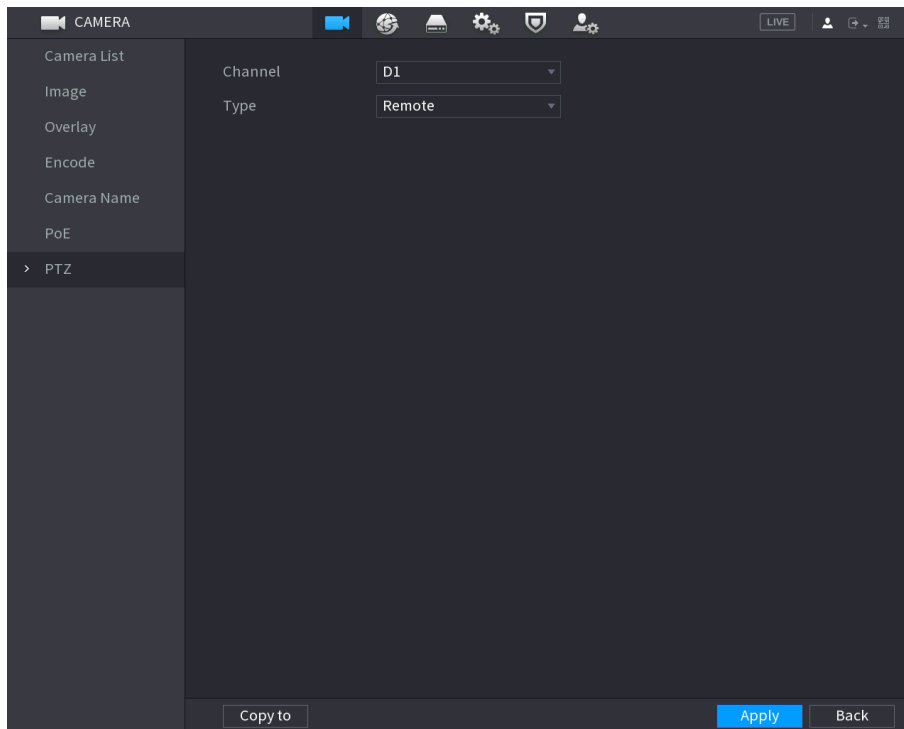 CAMERA
LIVE
Camera List
Image
Overlay
Encode
Camera Name
PoE
PTZ
Channel D1
Type Remote
Copy to Apply Back